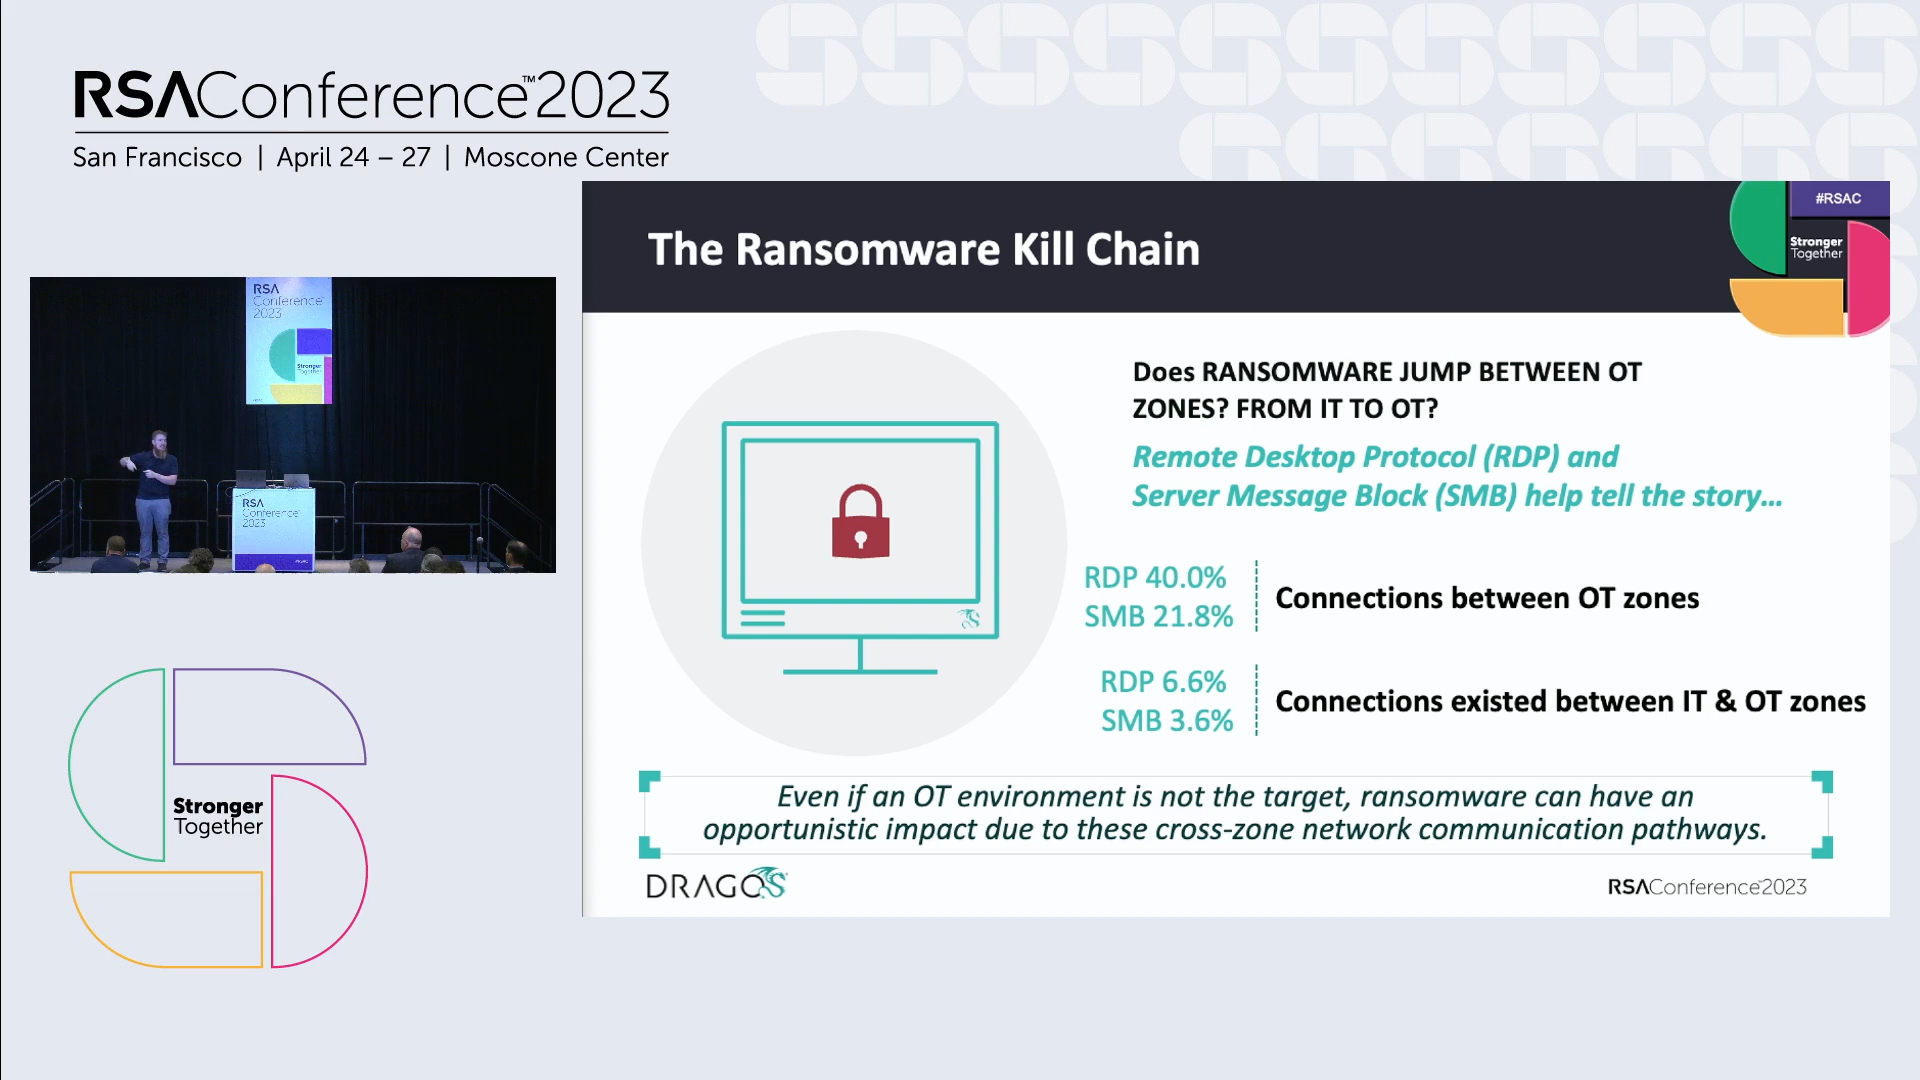 RSAConference™2023
San Francisco | April 24 – 27 | Moscone Center
RSA
Conference
2023
Stronger
Together
RSA
Conference
2023
Stronger
Together
#RSAC
Stronger
Together
The Ransomware Kill Chain
Does RANSOMWARE JUMP BETWEEN OT
ZONES? FROM IT TO OT?
Remote Desktop Protocol (RDP) and
Server Message Block (SMB) help tell the story...
RDP 40.0%
SMB 21.8%
Connections between OT zones
RDP 6.6%
SMB 3.6%
Connections existed between IT & OT zones
Even if an OT environment is not the target, ransomware can have an
opportunistic impact due to these cross-zone network communication pathways.
DRAGOS
RSAConference™2023